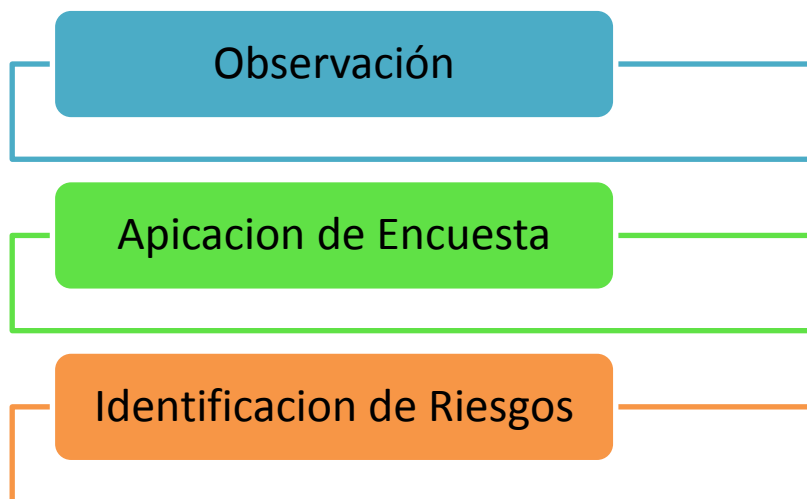 Observación
Apicacion de Encuesta
Identificacion de Riesgos